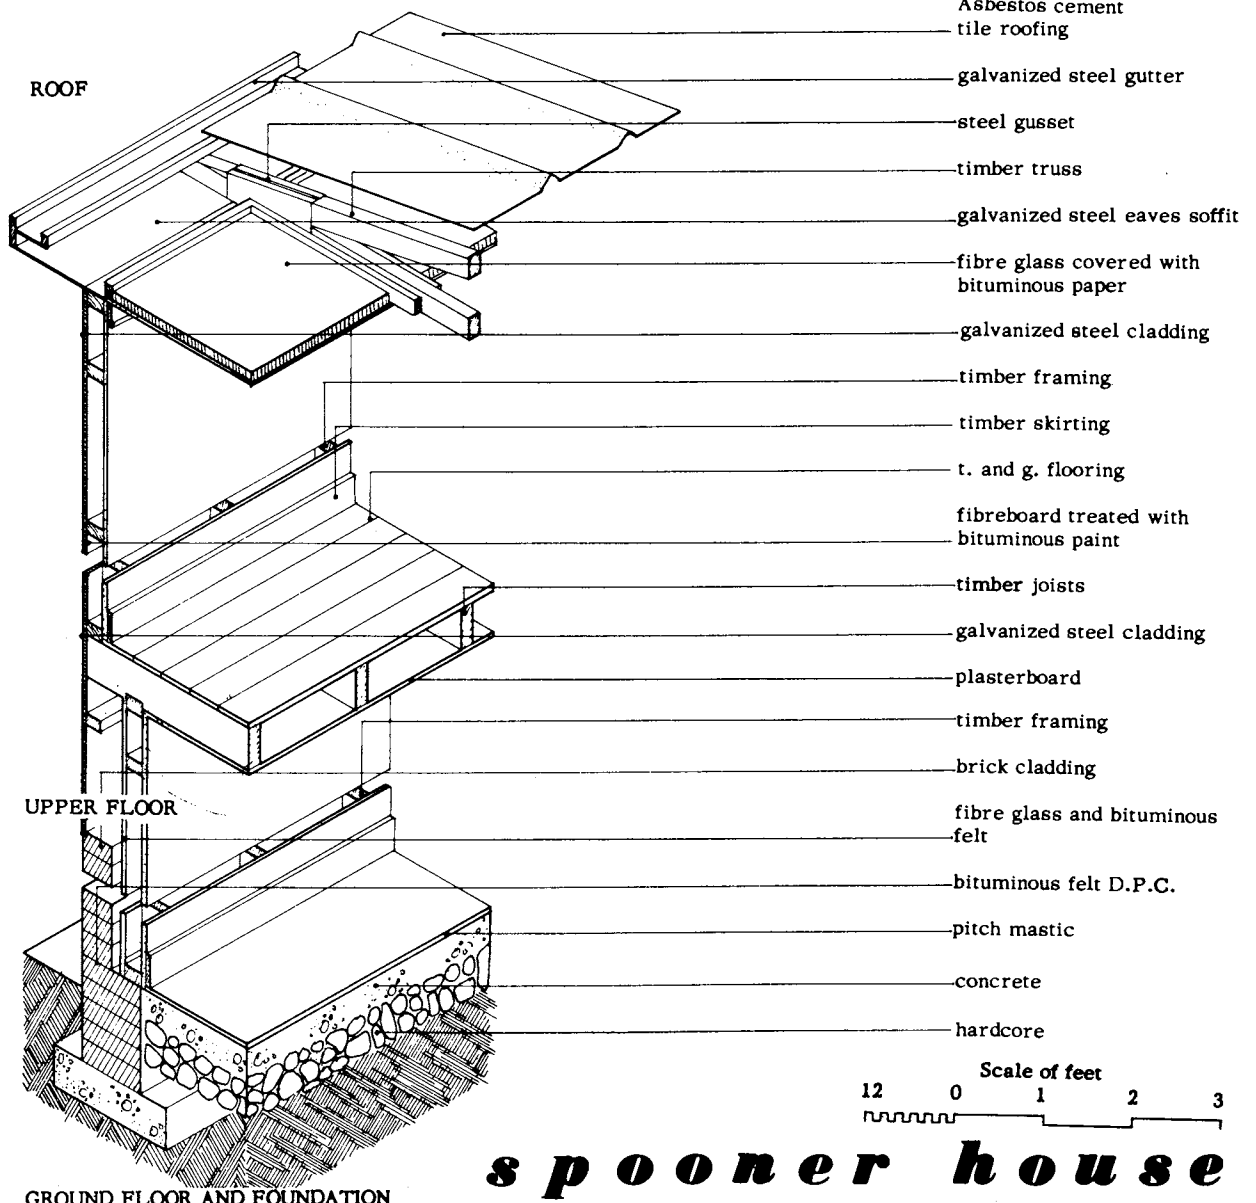 Asbestos cement
tile roofing
ROOF
galvanized steel gutter
steel gusset
timber truss
galvanized steel eaves soffit
fibre glass covered with
bituminous paper
galvanized steel cladding
timber framing
timber skirting
t. and g. flooring
fibreboard treated with
bituminous paint
timber joists
galvanized steel cladding
plasterboard
timber framing
brick cladding
UPPER FLOOR
fibre glass and bituminous
felt
bituminous felt D.P.C.
pitch mastic
concrete
hardcore
Scale of feet
12 0 1 2 3
spooner house
GROUND FLOOR AND FOUNDATION